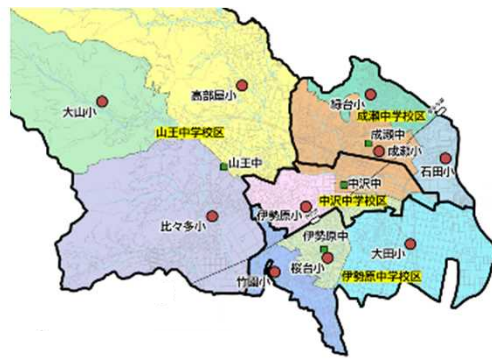 緑台小
高部屋小
大山小
成瀬中学校区
山王中学校区
成瀬中
成瀬小
石田小
山王中
中沢中
中沢中学校区
伊勢原小
比々多小
伊勢原中
大田小
桜台小
竹園小
伊勢原中学校区